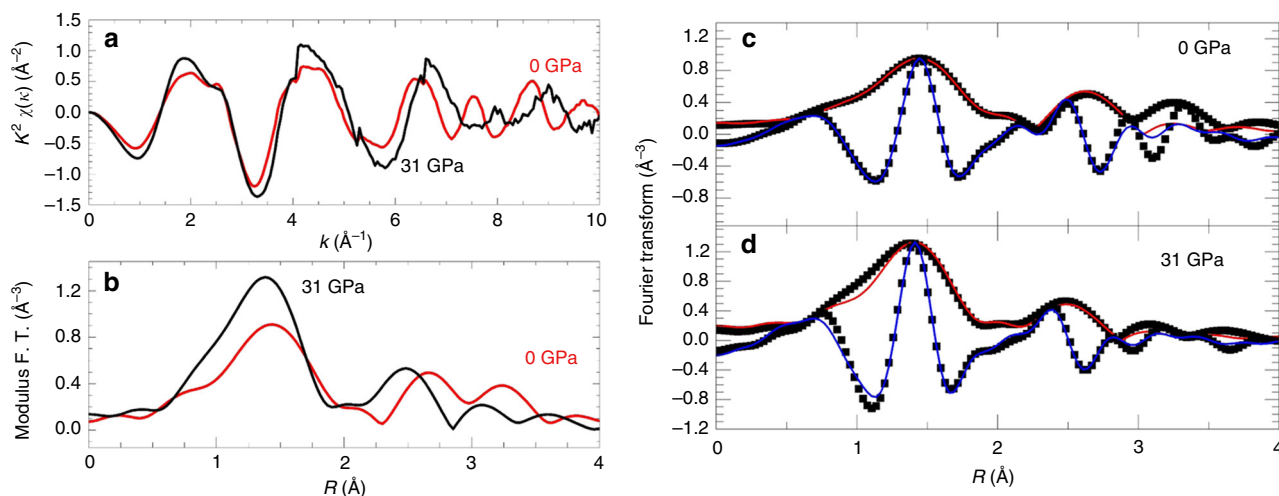 a
1.5
1.0
0.5
0.0
−0.5
−1.0
−1.5
K² χ(κ) (Å⁻²)
0 GPa
31 GPa
0 2 4 6 8 10
k (Å⁻¹)
b
1.2
0.8
0.4
0.0
Modulus F. T. (Å⁻³)
31 GPa
0 GPa
0 1 2 3 4
R (Å)
c
1.2
0.8
0.4
0.0
−0.4
−0.8
0 GPa
Fourier transform (Å⁻³)
d
1.2
0.8
0.4
0.0
−0.4
−0.8
−1.2
31 GPa
0 1 2 3 4
R (Å)